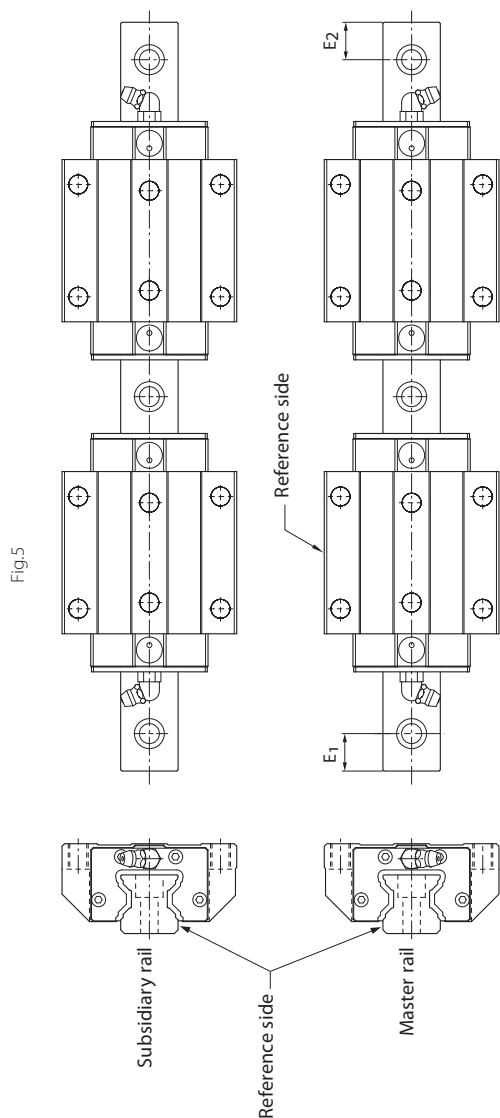 Fig.5
Reference side
E₁
E₂
Subsidiary rail
Master rail
Reference side